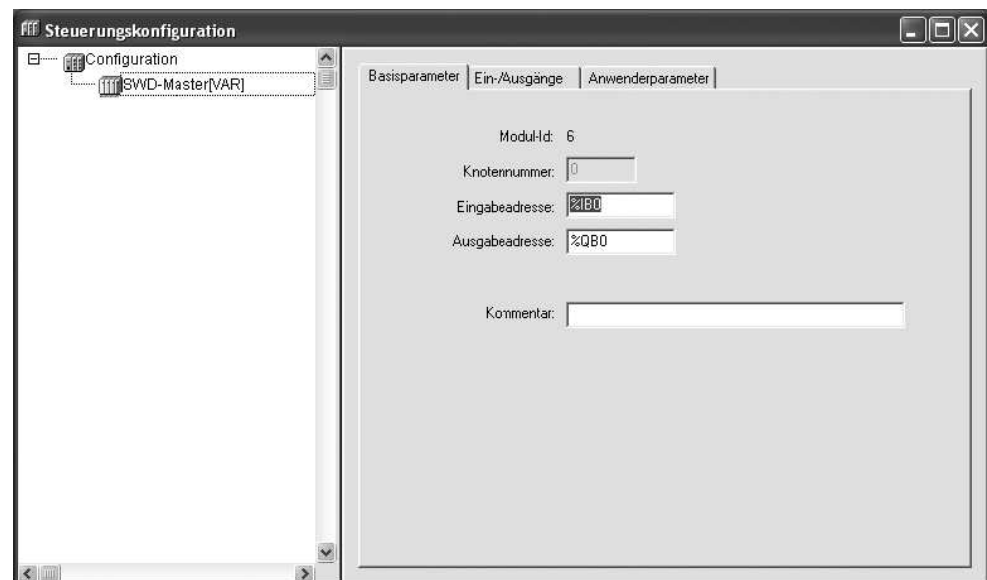 Steuerungskonfiguration
Configuration
SWD-Master[VAR]
Basisparameter Ein-/Ausgänge Anwenderparameter
Modul-Id: 6
Knotennummer: 0
Eingabeadresse: %IB0
Ausgabeadresse: %QB0
Kommentar: